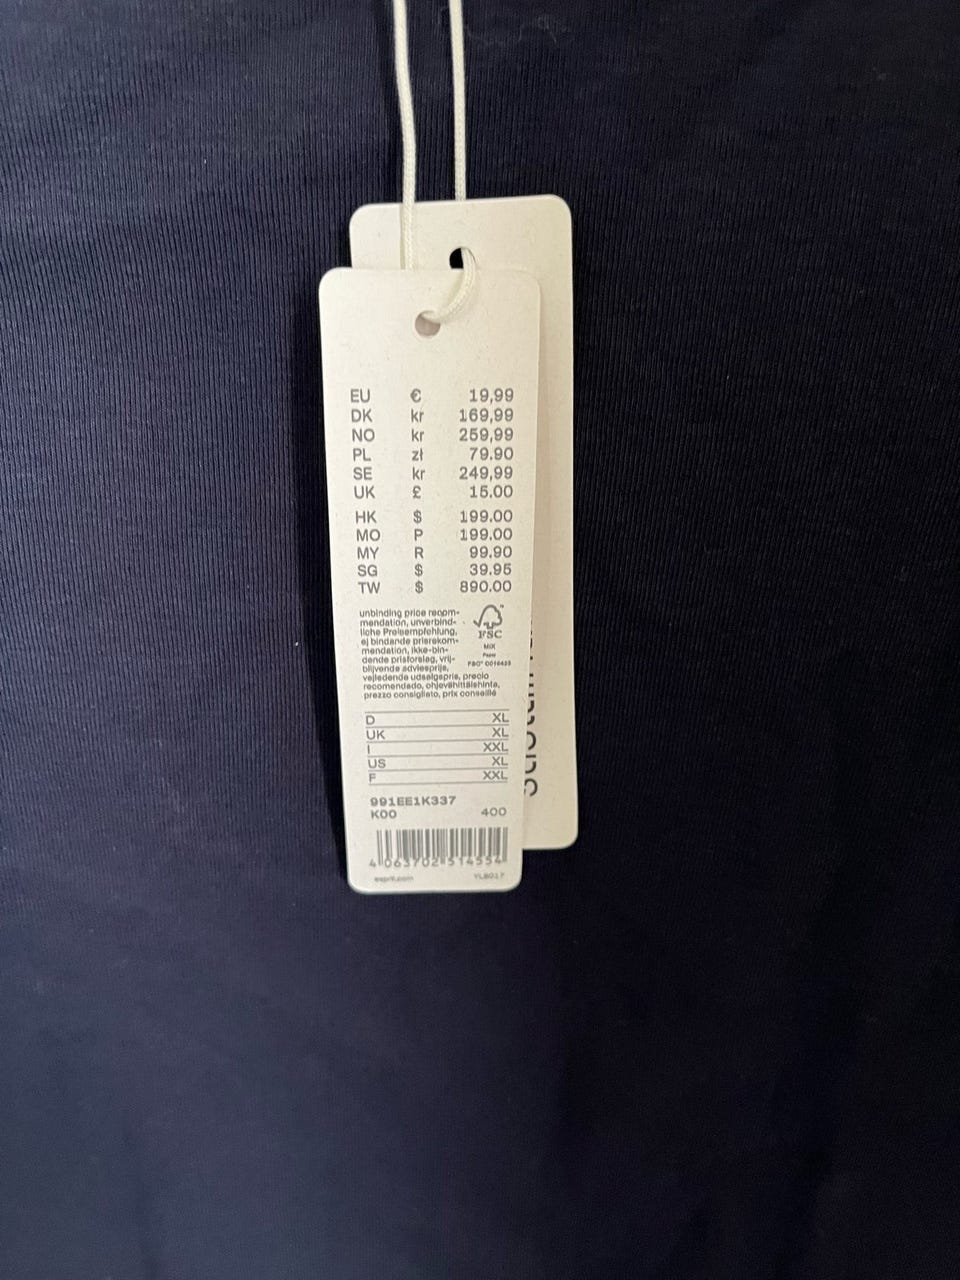 EU € 19,99
DK kr 169,99
NO kr 259,99
PL zł 79.90
SE kr 249,99
UK £ 15.00
HK $ 199.00
MO P 199.00
MY R 99.90
SG $ 39.95
TW $ 890.00
unbinding price recom-
mendation, unverbind-
liche Preisempfehlung,
ej bindande prisrekom-
mendation, ikke-bin-
dende prisforslag, vrij-
blijvende adviesprijs,
vejledende udsalgspris, precio
recomendado, ohjevähittäishinta,
prezzo consigliato, prix conseillé
FSC
MIX
Paper
D XL
UK XL
I XXL
US XL
F XXL
991EE1K337
K00 400
4 063702 514554
esprit.com